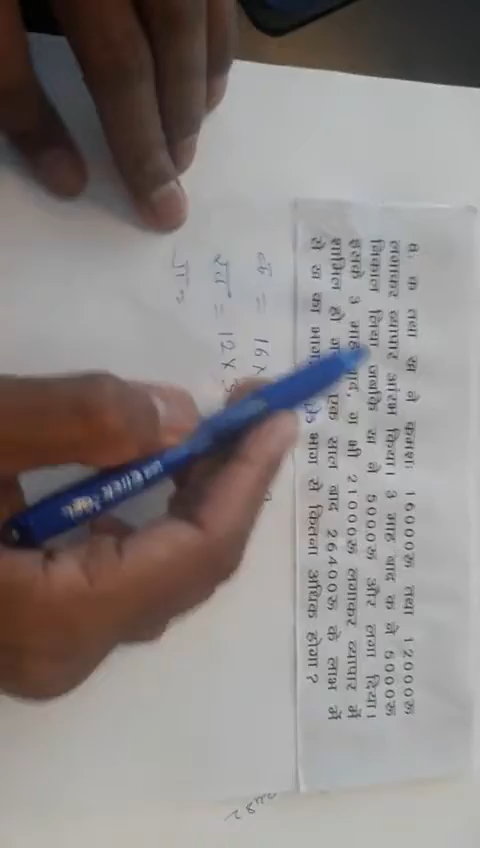 8. क तथा ख ने क्रमशः 16000रू तथा 12000रू
लगाकर व्यापार आरंभ किया। 3 माह बाद क ने 5000रू
निकाल लिया जबकि ख ने 5000रू और लगा दिया।
इसके 3 माह बाद, ग भी 21000रू लगाकर व्यापार में
शामिल हो एक साल बाद 26400रू के लाभ में
से ख का भाग, के भाग से कितना अधिक होगा ?
क = 16×
ख = 12×3
ग =